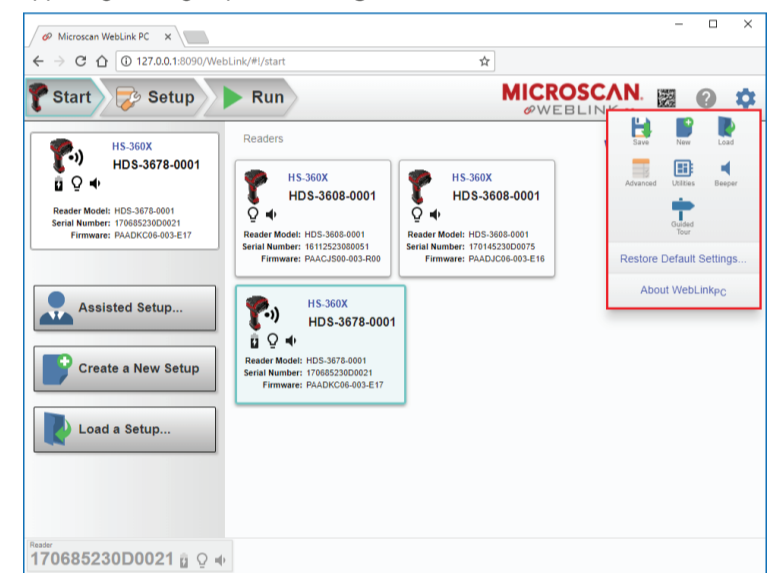 Microscan WebLink PC
127.0.0.1:8090/WebLink/#!/start
Start
Setup
Run
MICROSCAN.
WEBLINK
Save
New
Load
Advanced
Utilities
Beeper
Guided
Tour
Restore Default Settings...
About WebLinkPC
HS-360X
HDS-3678-0001
Reader Model: HDS-3678-0001
Serial Number: 170685230D0021
Firmware: PAADKC06-003-E17
Assisted Setup...
Create a New Setup
Load a Setup...
Readers
HS-360X
HDS-3608-0001
Reader Model: HDS-3608-0001
Serial Number: 16112523080051
Firmware: PAACJS00-003-R00
HS-360X
HDS-3608-0001
Reader Model: HDS-3608-0001
Serial Number: 170145230D0075
Firmware: PAADJC06-003-E16
HS-360X
HDS-3678-0001
Reader Model: HDS-3678-0001
Serial Number: 170685230D0021
Firmware: PAADKC06-003-E17
Reader
170685230D0021